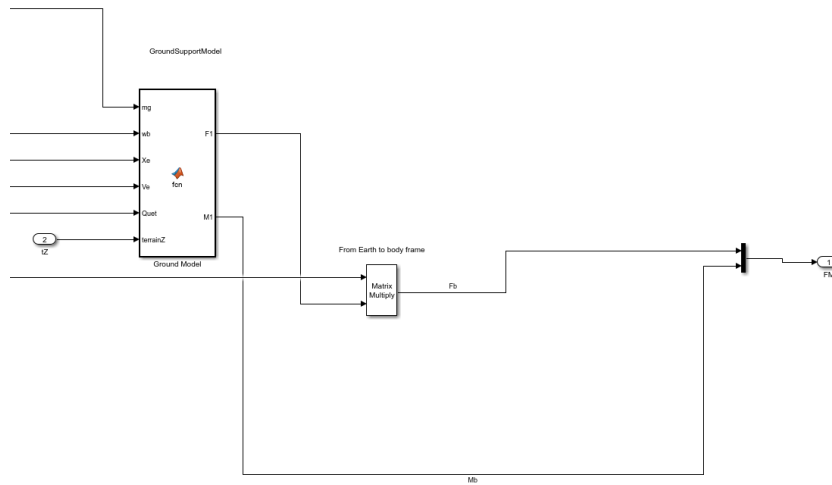 GroundSupportModel
mg
wb
F1
Xe
fcn
Ve
Quet
M1
2
terrainZ
tZ
Ground Model
From Earth to body frame
Matrix
Multiply
Fb
1
FM
Mb